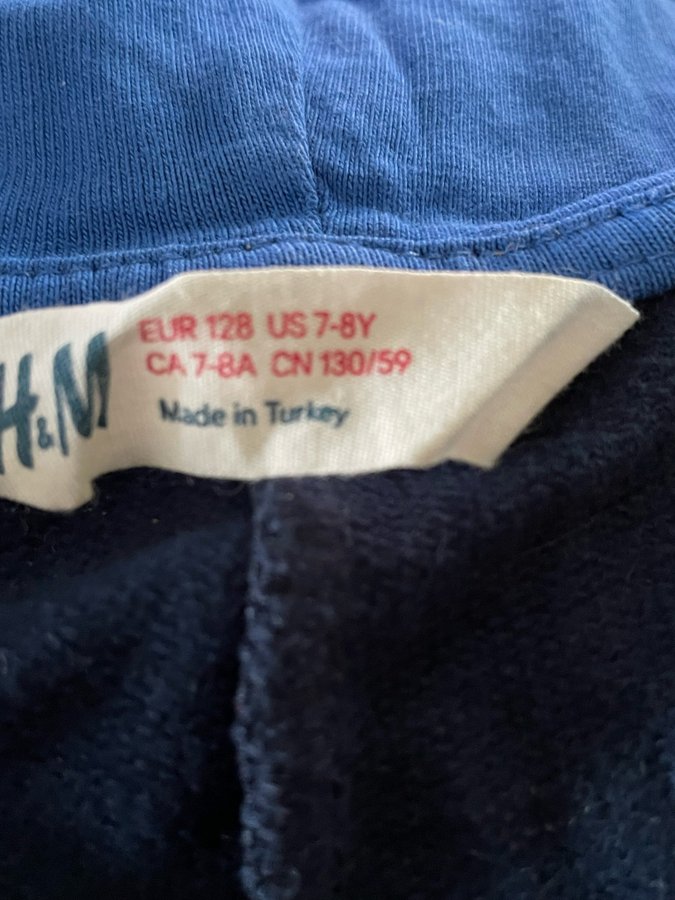 H&M
EUR 128 US 7-8Y
CA 7-8A CN 130/59
Made in Turkey